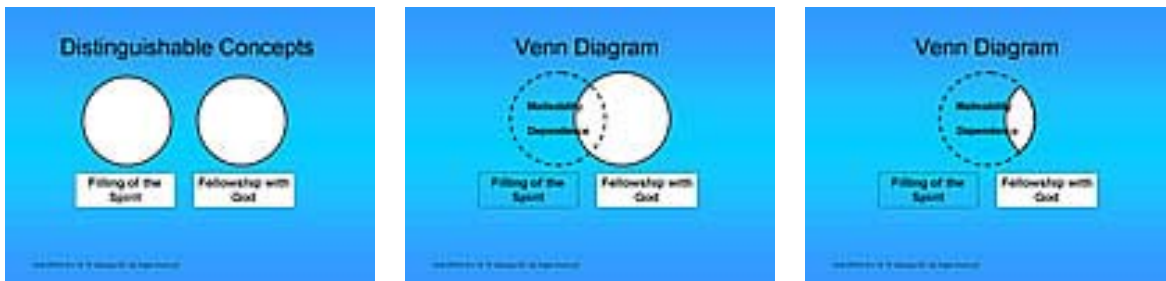 Distinguishable Concepts
Filling of the
Spirit
Fellowship with
God
Venn Diagram
Malleability
Dependence
Filling of the
Spirit
Fellowship with
God
Venn Diagram
Malleability
Dependence
Filling of the
Spirit
Fellowship with
God